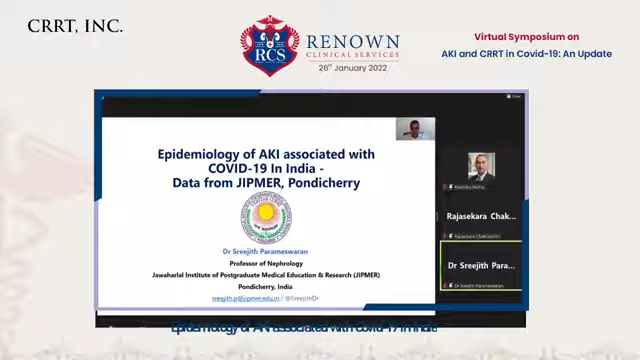 CRRT, INC.
RCS
RENOWN
CLINICAL SERVICES
26th January 2022
Virtual Symposium on
AKI and CRRT in Covid-19: An Update
Epidemiology of AKI associated with
COVID-19 In India -
Data from JIPMER, Pondicherry
Dr Sreejith Parameswaran
Professor of Nephrology
Jawaharlal Institute of Postgraduate Medical Education & Research (JIPMER)
Pondicherry, India
sreejith.p@jipmer.edu.in / @SreejithDr
Rajasekara Chak...
Rajasekara Chakravarthi
Dr Sreejith Para...
Dr Sreejith Parameswaran
Epidemiology of AKI associated with Covid-19 in India